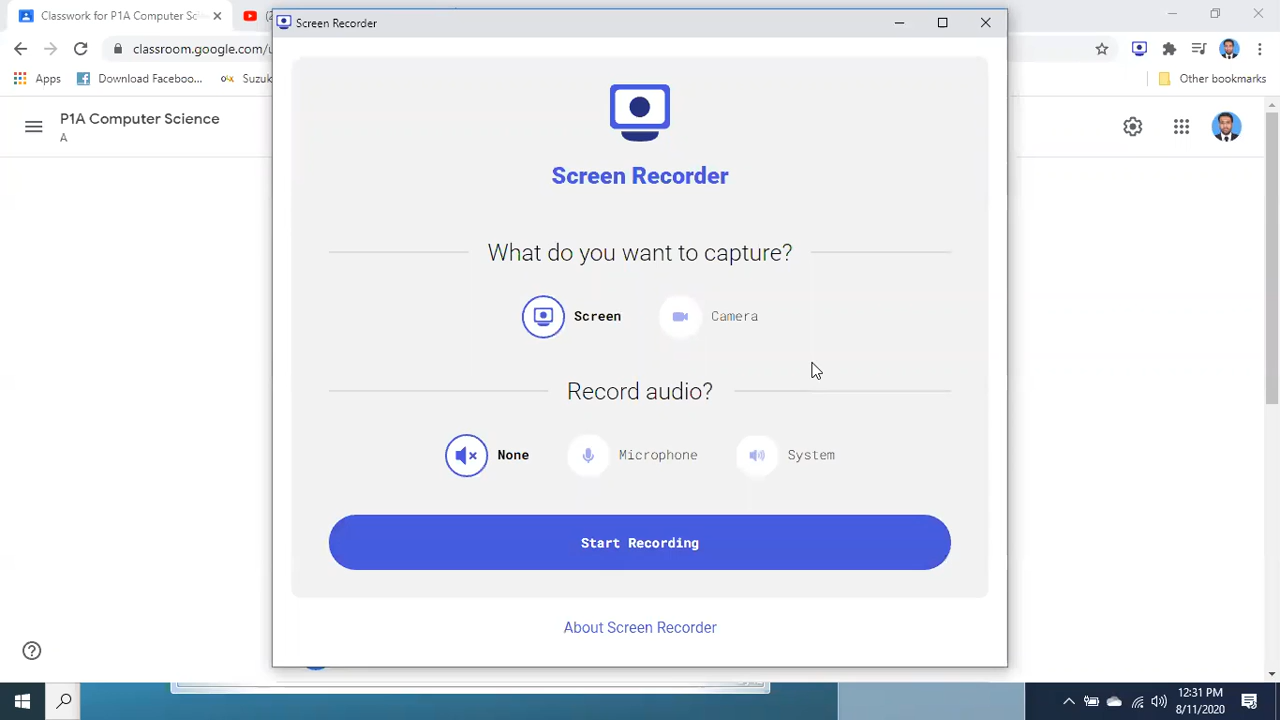 Classwork for P1A Computer Sc
Screen Recorder
classroom.google.com/u
Apps
Download Faceboo...
Suzuk
Other bookmarks
P1A Computer Science
A
Screen Recorder
What do you want to capture?
Screen
Camera
Record audio?
None
Microphone
System
Start Recording
About Screen Recorder
12:31 PM
8/11/2020